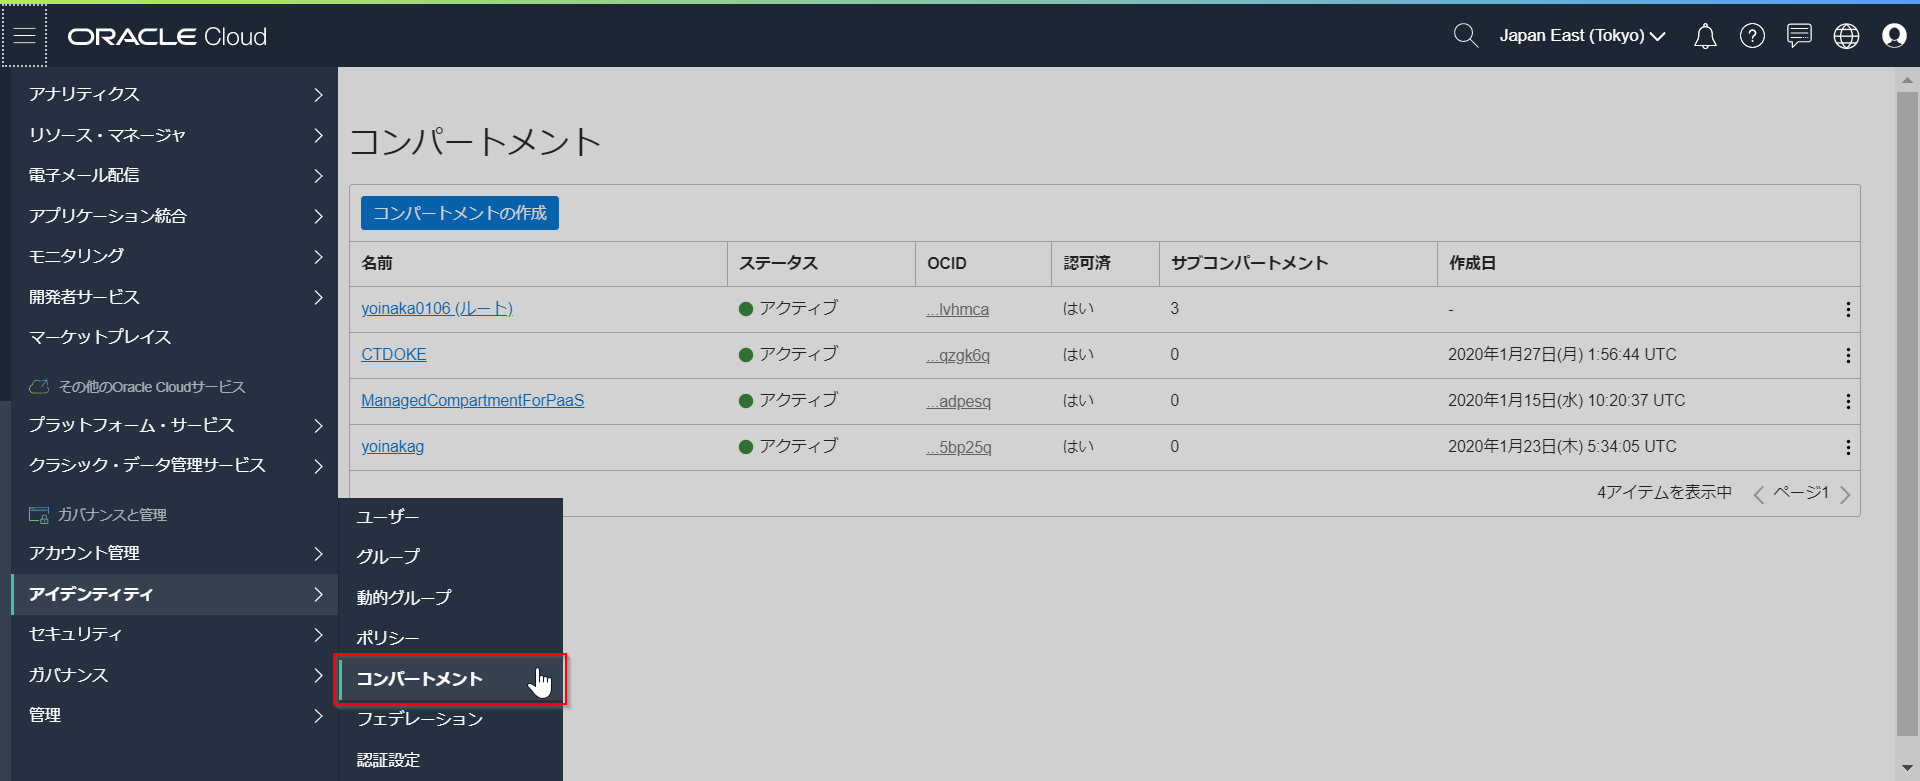 ORACLE Cloud
Japan East (Tokyo)
アナリティクス
リソース・マネージャ
電子メール配信
アプリケーション統合
モニタリング
開発者サービス
マーケットプレイス
その他のOracle Cloudサービス
プラットフォーム・サービス
クラシック・データ管理サービス
ガバナンスと管理
アカウント管理
アイデンティティ
セキュリティ
ガバナンス
管理
ユーザー
グループ
動的グループ
ポリシー
コンパートメント
フェデレーション
認証設定
コンパートメント
コンパートメントの作成
名前 ステータス OCID 認可済 サブコンパートメント 作成日
yoinaka0106 (ルート) アクティブ ...lvhmca はい 3 -
CTDOKE アクティブ ...qzgk6q はい 0 2020年1月27日(月) 1:56:44 UTC
ManagedCompartmentForPaaS アクティブ ...adpesq はい 0 2020年1月15日(水) 10:20:37 UTC
yoinakag アクティブ ...5bp25q はい 0 2020年1月23日(木) 5:34:05 UTC
4アイテムを表示中 ページ1